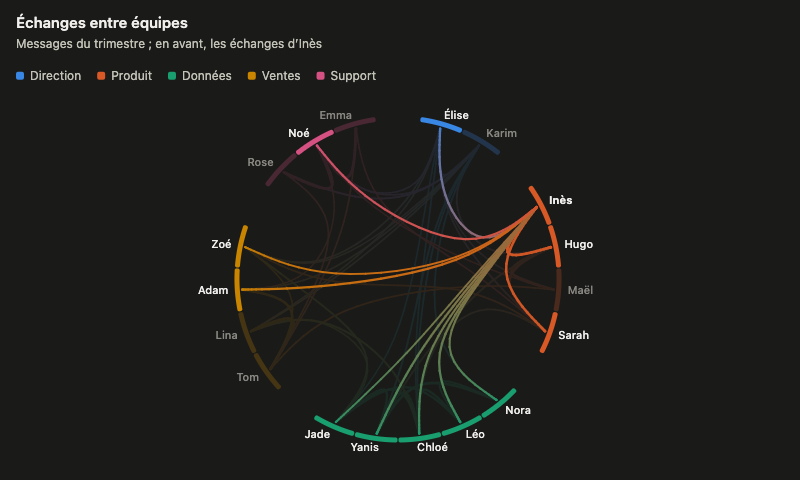 Échanges entre équipes
Messages du trimestre ; en avant, les échanges d’Inès
Direction Produit Données Ventes Support
Emma
Élise
Noé
Karim
Rose
Inès
Zoé
Hugo
Adam
Maël
Lina
Sarah
Tom
Nora
Jade
Léo
Yanis
Chloé